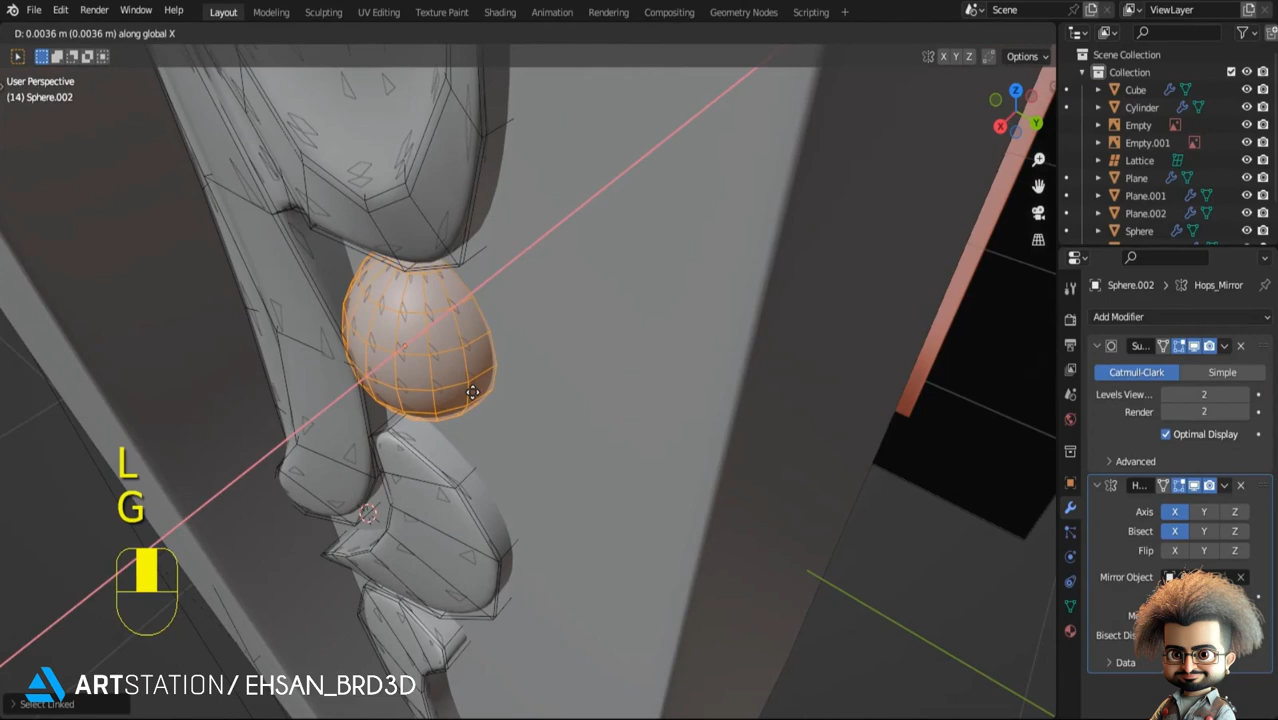 File Edit Render Window Help Layout Modeling Sculpting UV Editing Texture Paint Shading Animation Rendering Compositing Geometry Nodes Scripting + Scene ViewLayer
D: 0.0036 m (0.0036 m) along global X
X Y Z Options
User Perspective
(14) Sphere.002
Z
X
Y
Scene Collection
Collection
Cube
Cylinder
Empty
Empty.001
Lattice
Plane
Plane.001
Plane.002
Sphere
Sphere.002 > Hops_Mirror
Add Modifier
Su...
Catmull-Clark Simple
Levels View... 2
Render 2
Optimal Display
Advanced
H...
Axis X Y Z
Bisect X Y Z
Flip X Y Z
Mirror Object
Bisect Dis
Data
L
G
ARTSTATION / EHSAN_BRD3D
Select Linked